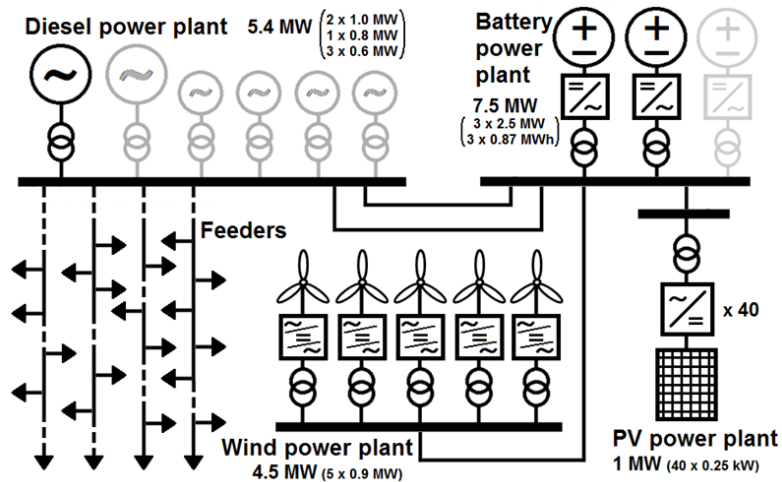 Diesel power plant
5.4 MW
2 x 1.0 MW
1 x 0.8 MW
3 x 0.6 MW
Battery
power
plant
7.5 MW
3 x 2.5 MW
3 x 0.87 MWh
Feeders
x 40
Wind power plant
4.5 MW (5 x 0.9 MW)
PV power plant
1 MW (40 x 0.25 kW)